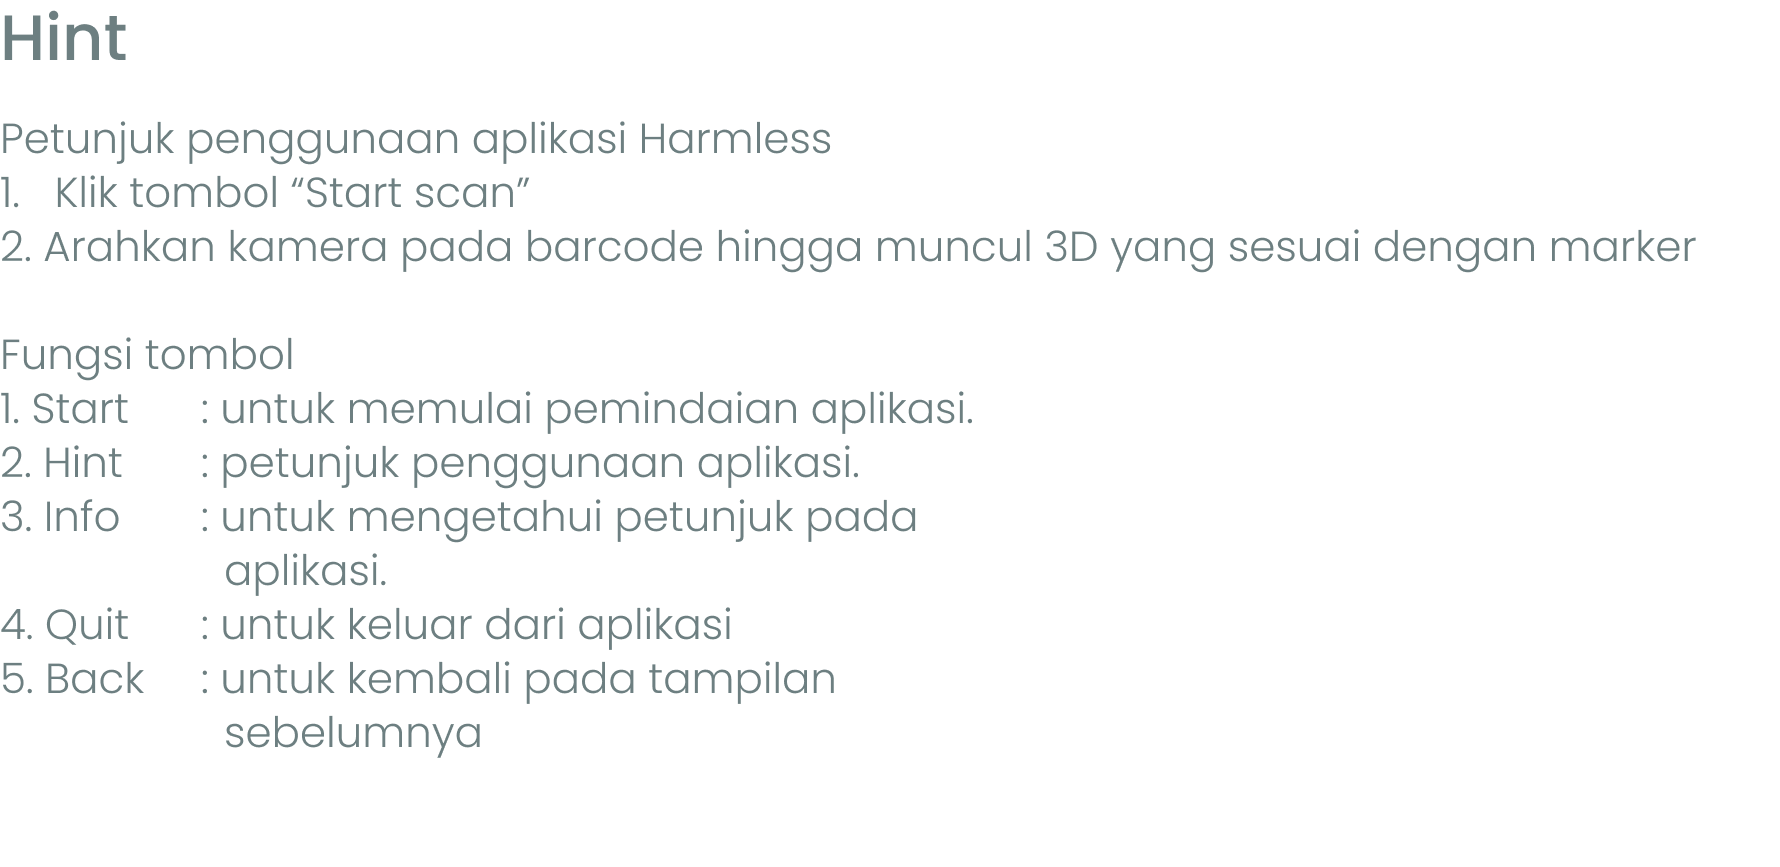 Hint
Petunjuk penggunaan aplikasi Harmless
1. Klik tombol “Start scan”
2. Arahkan kamera pada barcode hingga muncul 3D yang sesuai dengan marker
Fungsi tombol
1. Start : untuk memulai pemindaian aplikasi.
2. Hint : petunjuk penggunaan aplikasi.
3. Info : untuk mengetahui petunjuk pada
aplikasi.
4. Quit : untuk keluar dari aplikasi
5. Back : untuk kembali pada tampilan
sebelumnya